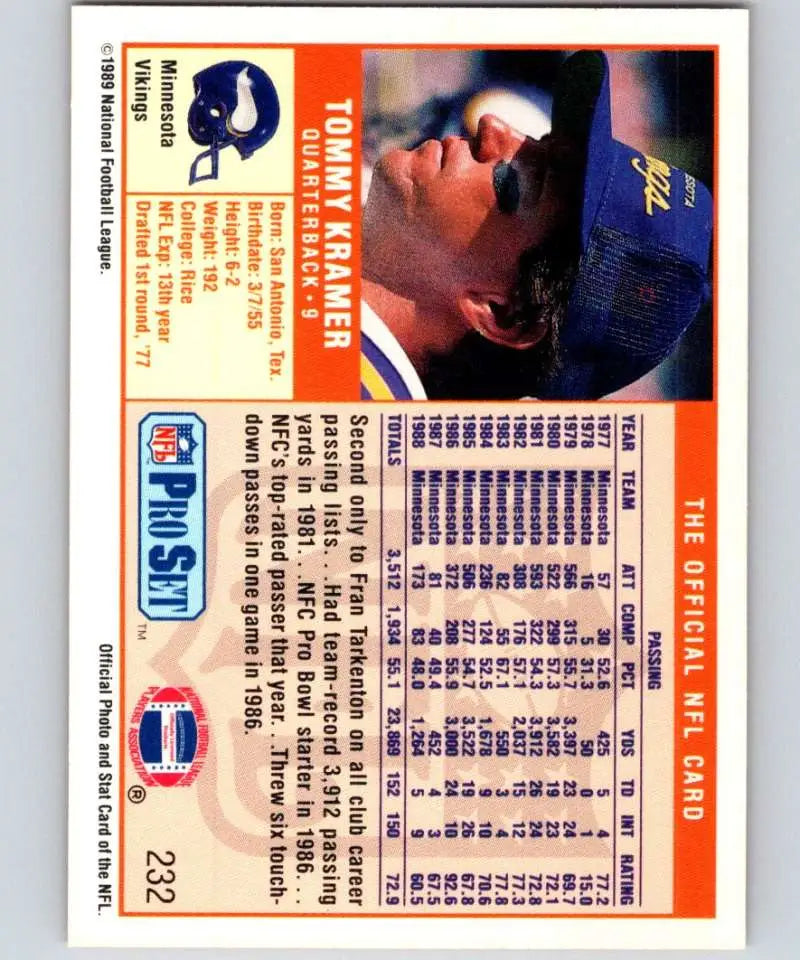 THE OFFICIAL NFL CARD
MINNESOTA
TOMMY KRAMER
QUARTERBACK • 9
Minnesota
Vikings
Born: San Antonio, Tex.
Birthdate: 3/7/55
Height: 6-2
Weight: 192
College: Rice
NFL Exp: 13th year
Drafted 1st round, '77
PASSING
YEAR TEAM ATT COMP PCT YDS TD INT RATING
1977 Minnesota 57 30 52.6 425 5 4 77.2
1978 Minnesota 16 5 31.3 50 0 1 15.0
1979 Minnesota 566 315 55.7 3,397 23 24 69.7
1980 Minnesota 522 299 57.3 3,582 19 23 72.1
1981 Minnesota 593 322 54.3 3,912 26 24 72.8
1982 Minnesota 308 176 57.1 2,037 15 12 77.3
1983 Minnesota 82 55 67.1 550 3 4 77.8
1984 Minnesota 236 124 52.5 1,678 9 10 70.6
1985 Minnesota 506 277 54.7 3,522 19 26 67.8
1986 Minnesota 372 208 55.9 3,000 24 10 92.6
1987 Minnesota 81 40 49.4 452 4 3 67.5
1988 Minnesota 173 83 48.0 1,264 5 9 60.5
TOTALS 3,512 1,934 55.1 23,869 152 150 72.9
Second only to Fran Tarkenton on all club career
passing lists. . .Had team-record 3,912 passing
yards in 1981. . .NFC Pro Bowl starter in 1986. . .
NFC's top-rated passer that year. . .Threw six touch-
down passes in one game in 1986.
NFL PRO SET ™
NATIONAL FOOTBALL LEAGUE
Officially Licensed
Product
PLAYERS ASSOCIATION
®
232
©1989 National Football League.
Official Photo and Stat Card of the NFL.